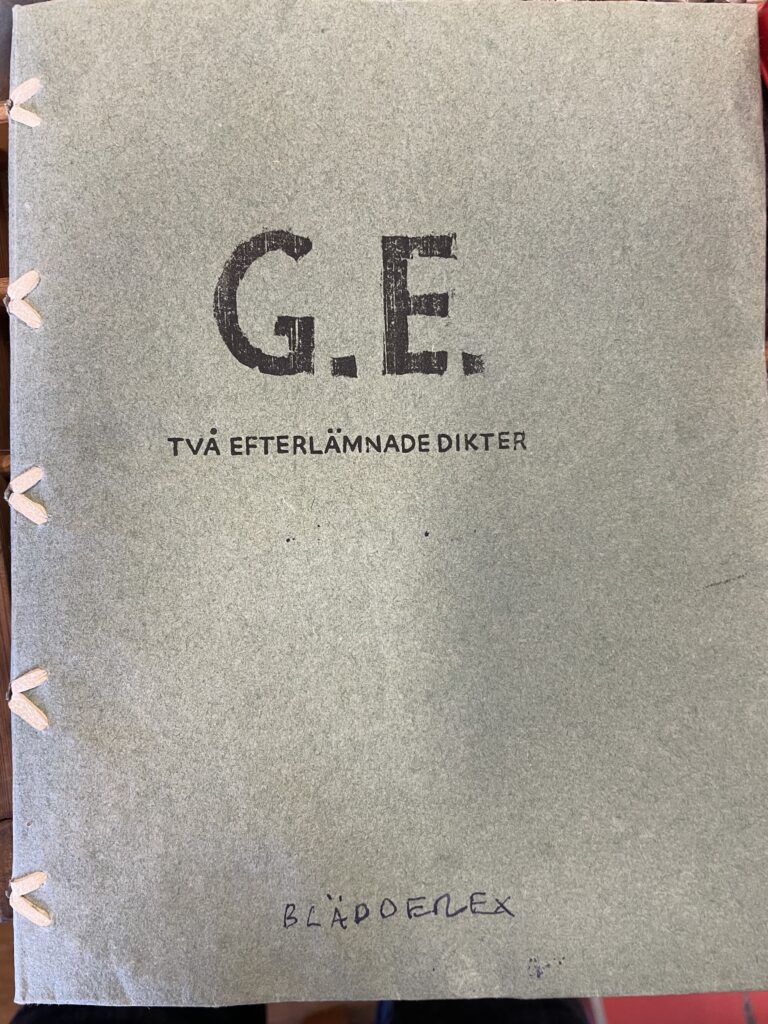 G.E.
TVÅ EFTERLÄMNADE DIKTER
BLÄDDEREX